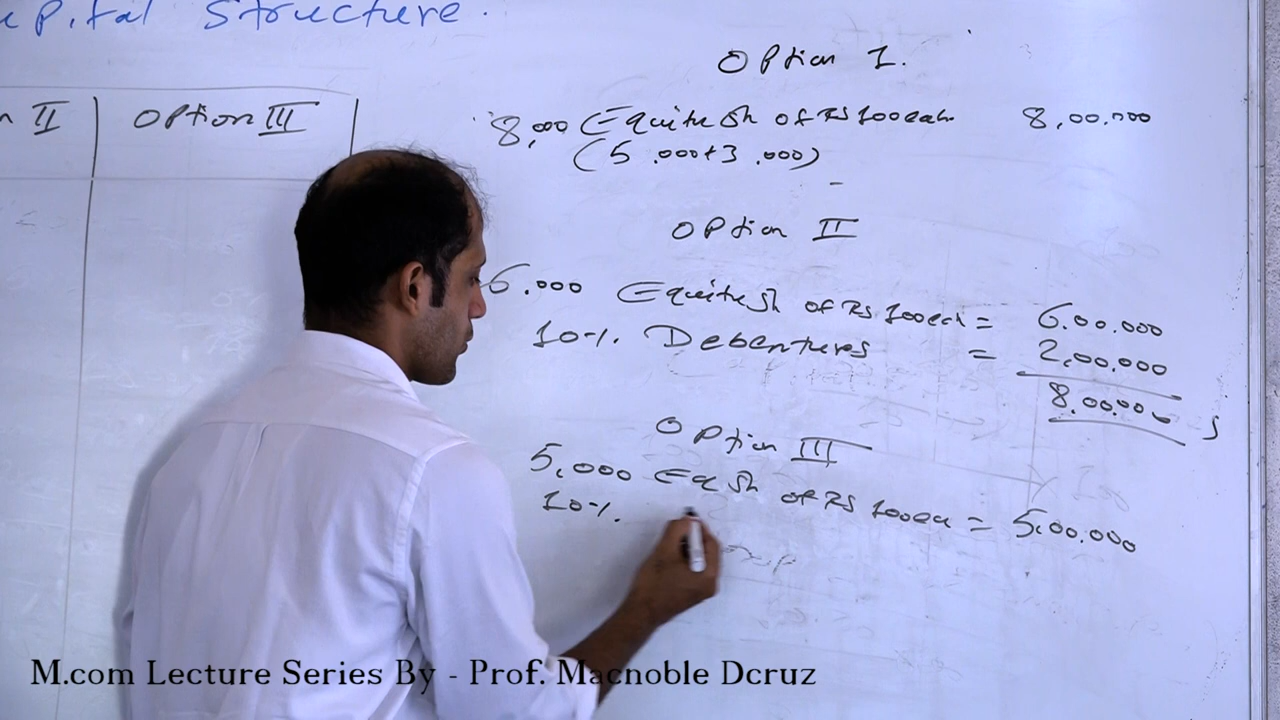 pital Structure.
n II
Option III
Option I.
8,000 Equity sh of Rs 100 each. 8,00,000
(5,000+3,000)
Option II
6,000 Equity sh of Rs 100 each = 6,00,000
10%. Debentures = 2,00,000
8,00,000
Option III
5,000 Eq sh of Rs 100 ea = 5,00,000
10%.
M.com Lecture Series By - Prof. Macnoble Dcruz